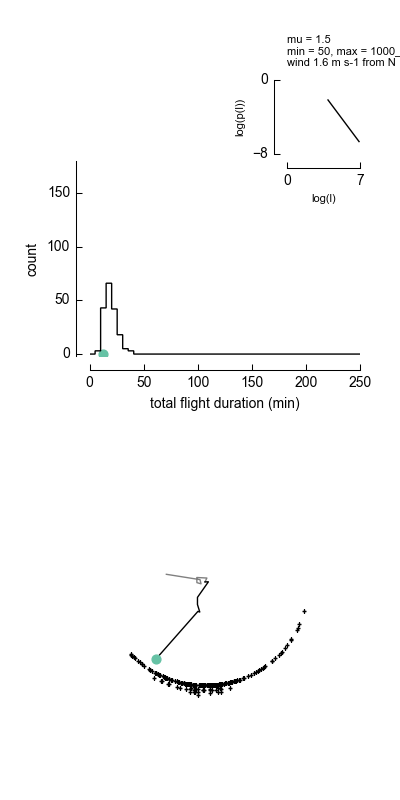 mu = 1.5
min = 50, max = 1000_
wind 1.6 m s-1 from N
0
log(p(l))
−8
0
7
log(l)
150
100
count
50
0
0
50
100
150
200
250
total flight duration (min)